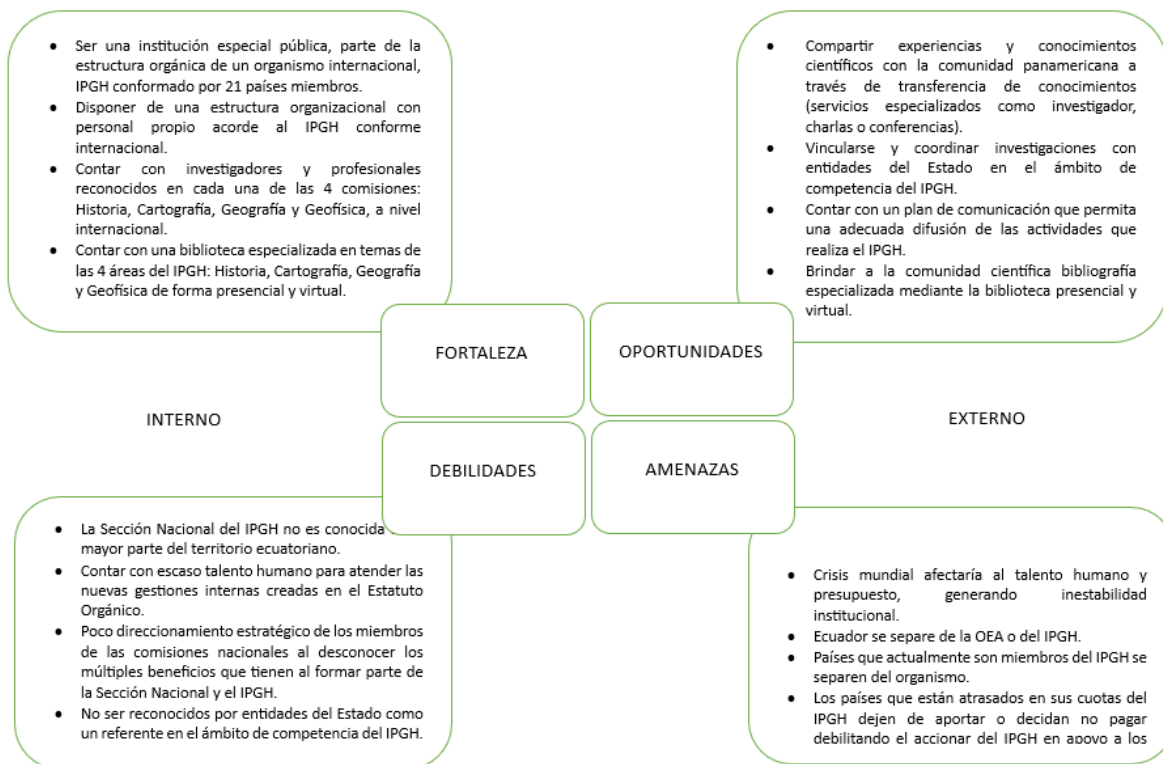 • Ser una institución especial pública, parte de la
estructura orgánica de un organismo internacional,
IPGH conformado por 21 países miembros.
• Disponer de una estructura organizacional con
personal propio acorde al IPGH conforme
internacional.
• Contar con investigadores y profesionales
reconocidos en cada una de las 4 comisiones:
Historia, Cartografía, Geografía y Geofísica, a nivel
internacional.
• Contar con una biblioteca especializada en temas de
las 4 áreas del IPGH: Historia, Cartografía, Geografía
y Geofísica de forma presencial y virtual.
• Compartir experiencias y conocimientos
científicos con la comunidad panamericana a
través de transferencia de conocimientos
(servicios especializados como investigador,
charlas o conferencias).
• Vincularse y coordinar investigaciones con
entidades del Estado en el ámbito de
competencia del IPGH.
• Contar con un plan de comunicación que permita
una adecuada difusión de las actividades que
realiza el IPGH.
• Brindar a la comunidad científica bibliografía
especializada mediante la biblioteca presencial y
virtual.
FORTALEZA
OPORTUNIDADES
INTERNO
EXTERNO
DEBILIDADES
AMENAZAS
• La Sección Nacional del IPGH no es conocida
mayor parte del territorio ecuatoriano.
• Contar con escaso talento humano para atender las
nuevas gestiones internas creadas en el Estatuto
Orgánico.
• Poco direccionamiento estratégico de los miembros
de las comisiones nacionales al desconocer los
múltiples beneficios que tienen al formar parte de
la Sección Nacional y el IPGH.
• No ser reconocidos por entidades del Estado como
un referente en el ámbito de competencia del IPGH.
• Crisis mundial afectaría al talento humano y
presupuesto, generando inestabilidad
institucional.
• Ecuador se separe de la OEA o del IPGH.
• Países que actualmente son miembros del IPGH se
separen del organismo.
• Los países que están atrasados en sus cuotas del
IPGH dejen de aportar o decidan no pagar
debilitando el accionar del IPGH en apoyo a los